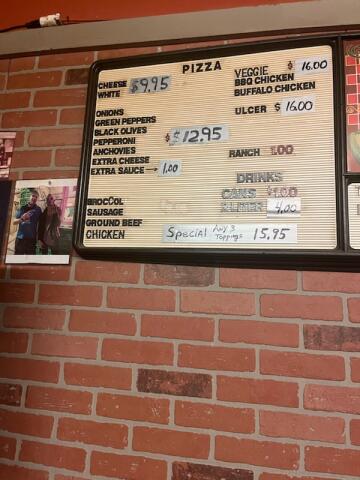 PIZZA
CHEESE $9.95
WHITE
ONIONS
GREEN PEPPERS
BLACK OLIVES
PEPPERONI $12.95
ANCHOVIES
EXTRA CHEESE
EXTRA SAUCE → 1.00
BROCCOL
SAUSAGE
GROUND BEEF
CHICKEN
VEGGIE $ 16.00
BBQ CHICKEN
BUFFALO CHICKEN
ULCER $16.00
RANCH 1.00
DRINKS
CANS $1.00
2 LITER 4.00
Special Any 3 Toppings 15.95